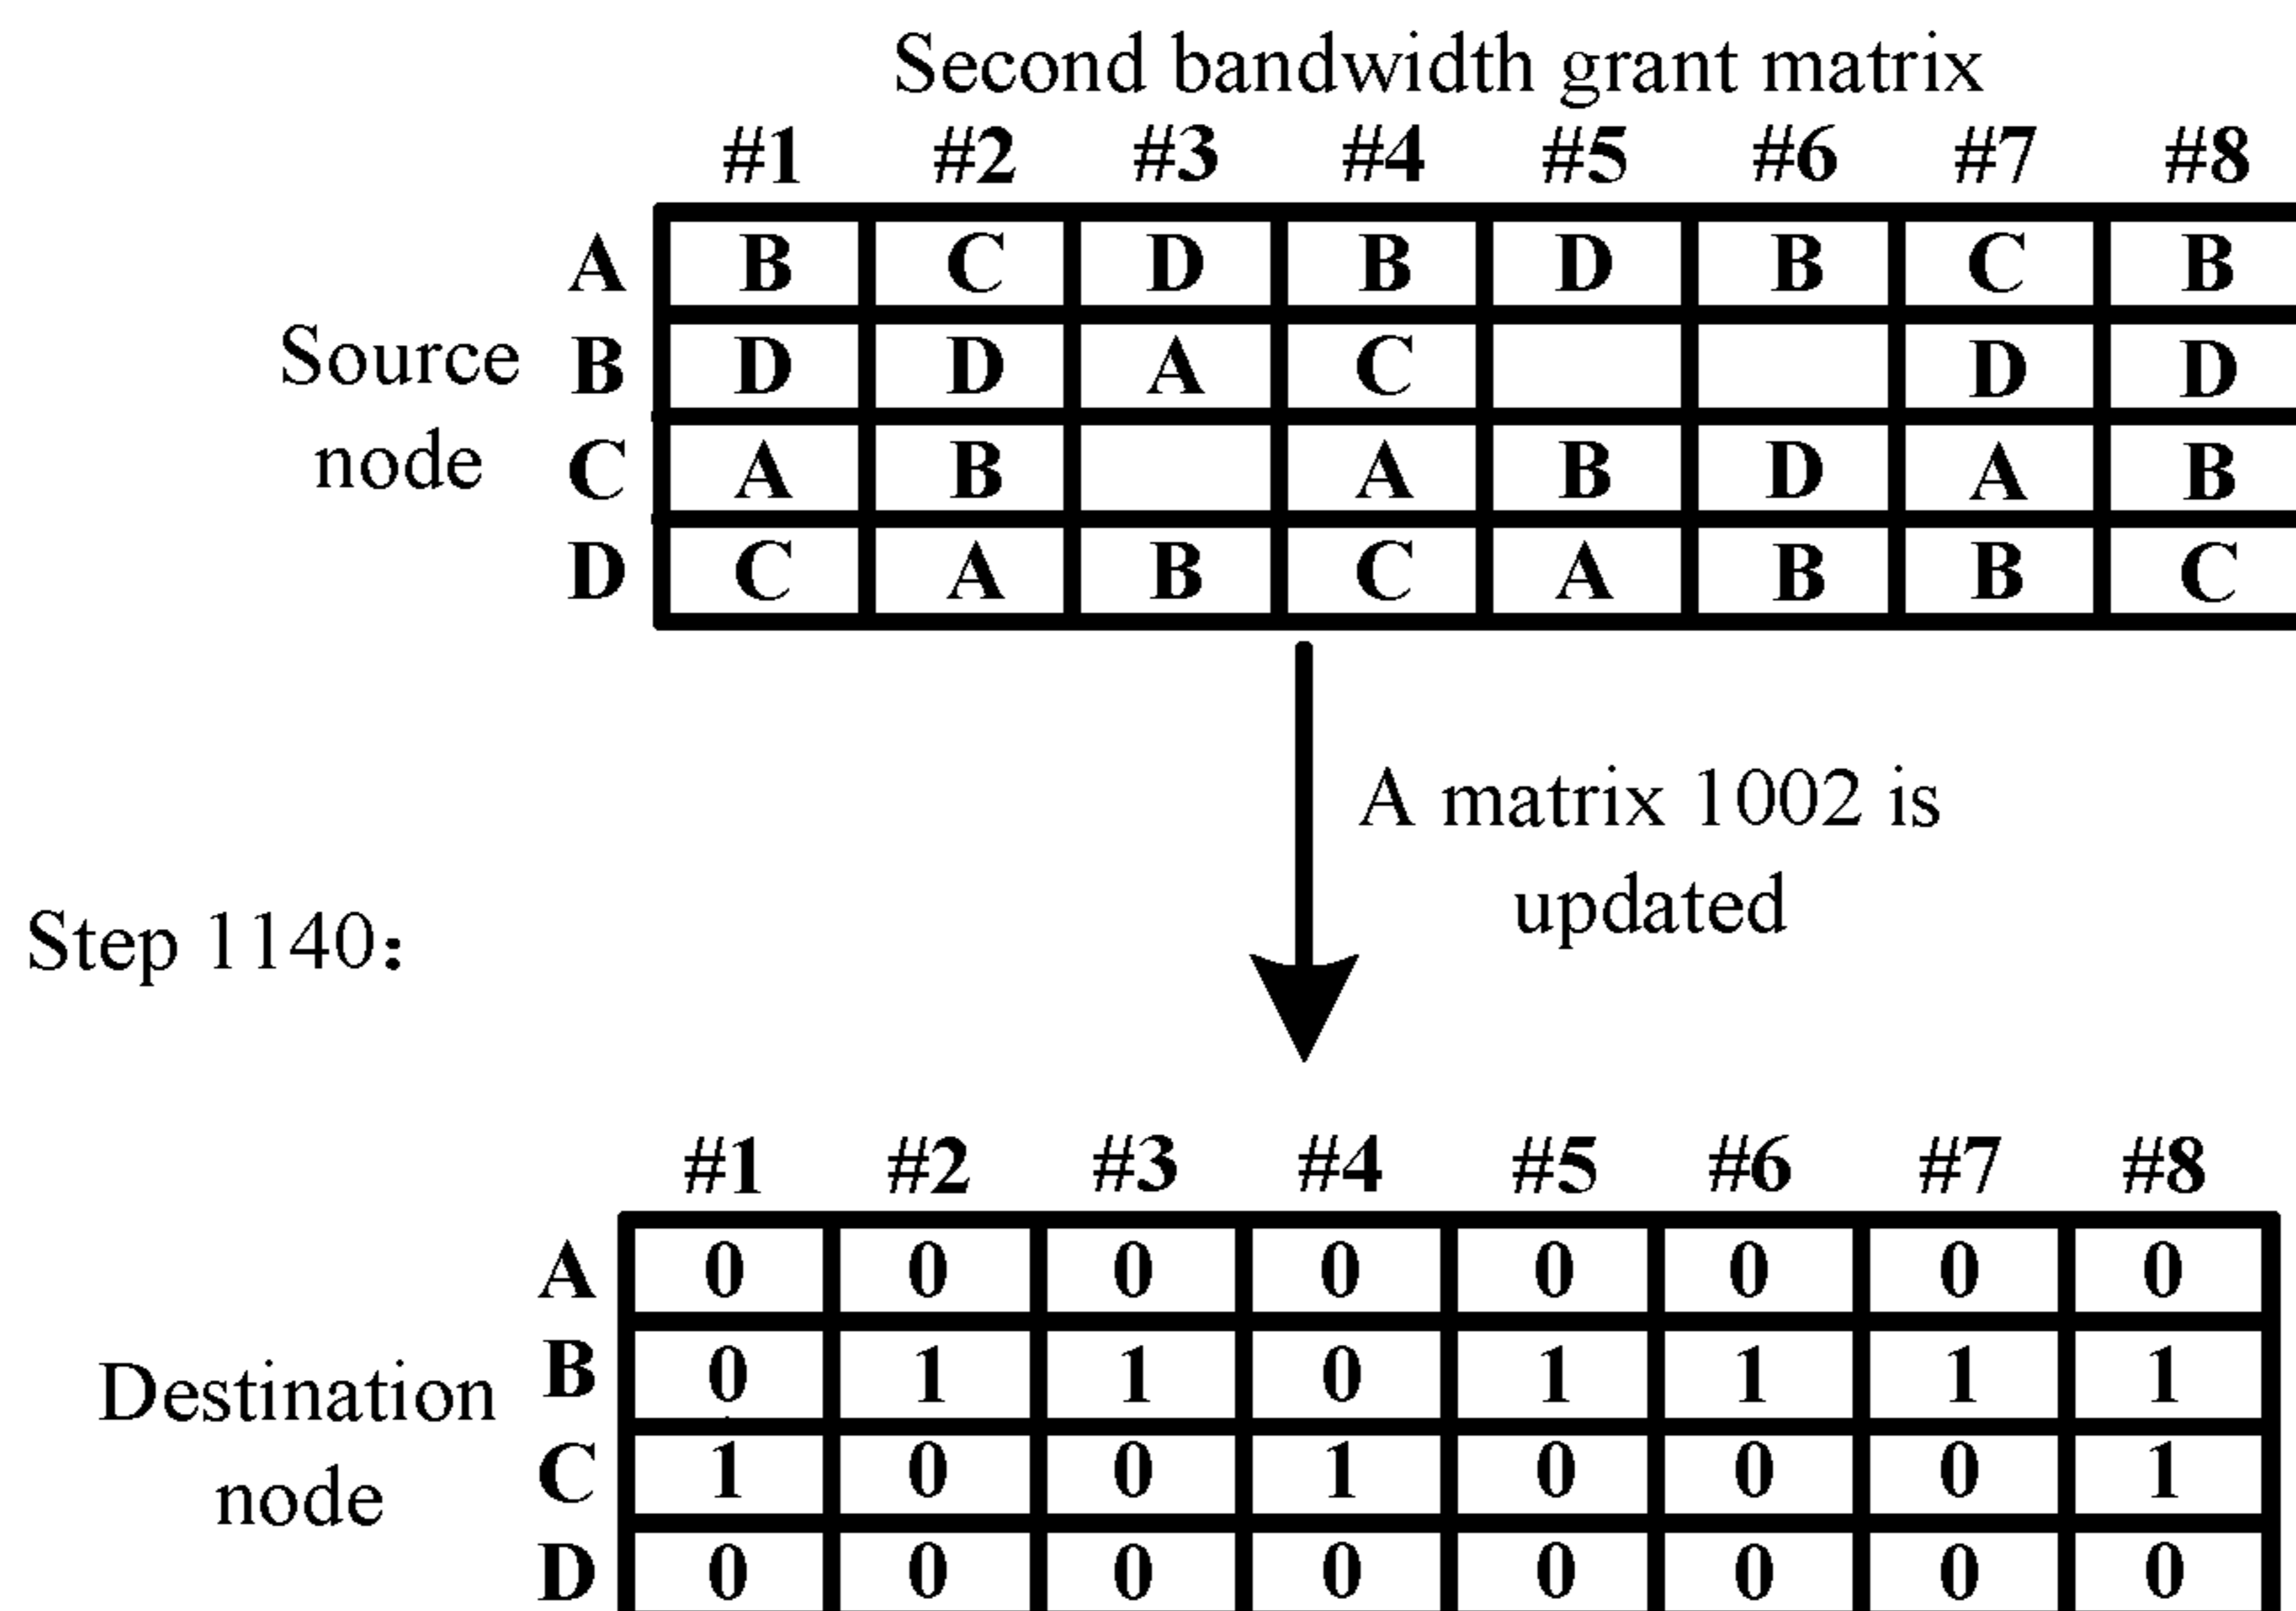 Second bandwidth grant matrix
#1 #2 #3 #4 #5 #6 #7 #8
A B C D B D B C B
Source node
B D D A C D D
C A B A B D A B
D C A B C A B B C
A matrix 1002 is
updated
Step 1140:
#1 #2 #3 #4 #5 #6 #7 #8
A 0 0 0 0 0 0 0 0
Destination node
B 0 1 1 0 1 1 1 1
C 1 0 0 1 0 0 0 1
D 0 0 0 0 0 0 0 0